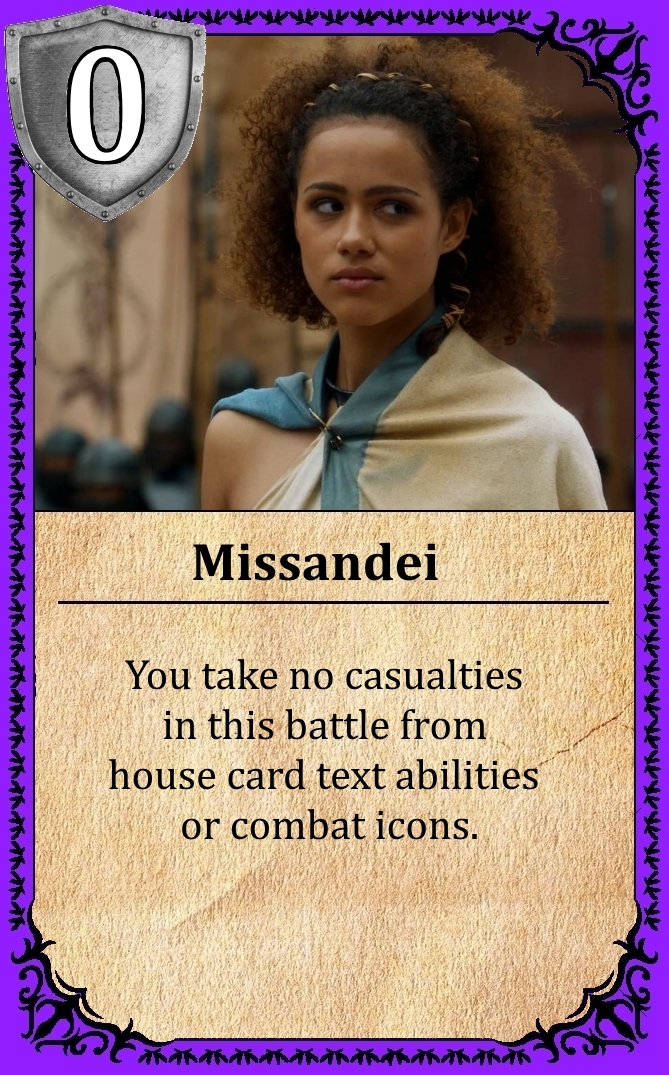 0
Missandei
You take no casualties
in this battle from
house card text abilities
or combat icons.